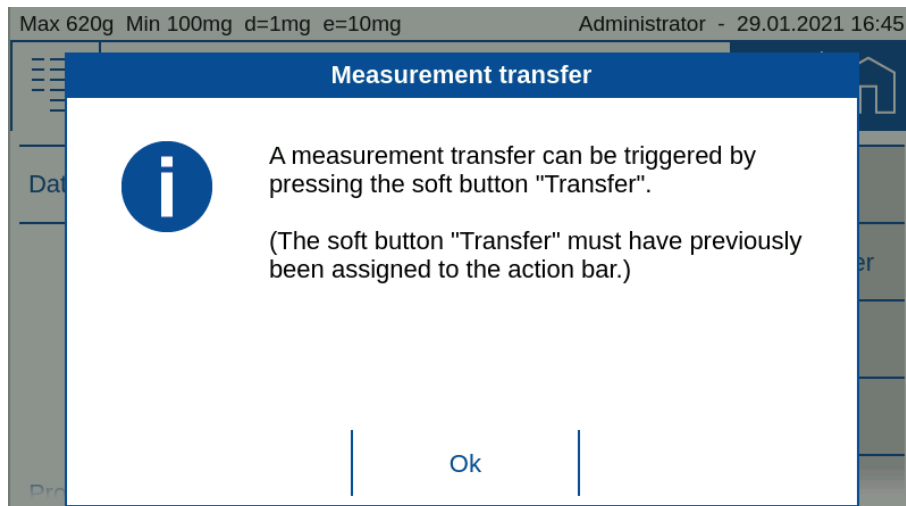 Max 620g Min 100mg d=1mg e=10mg Administrator - 29.01.2021 16:45
Measurement transfer
A measurement transfer can be triggered by
pressing the soft button "Transfer".
(The soft button "Transfer" must have previously
been assigned to the action bar.)
Ok